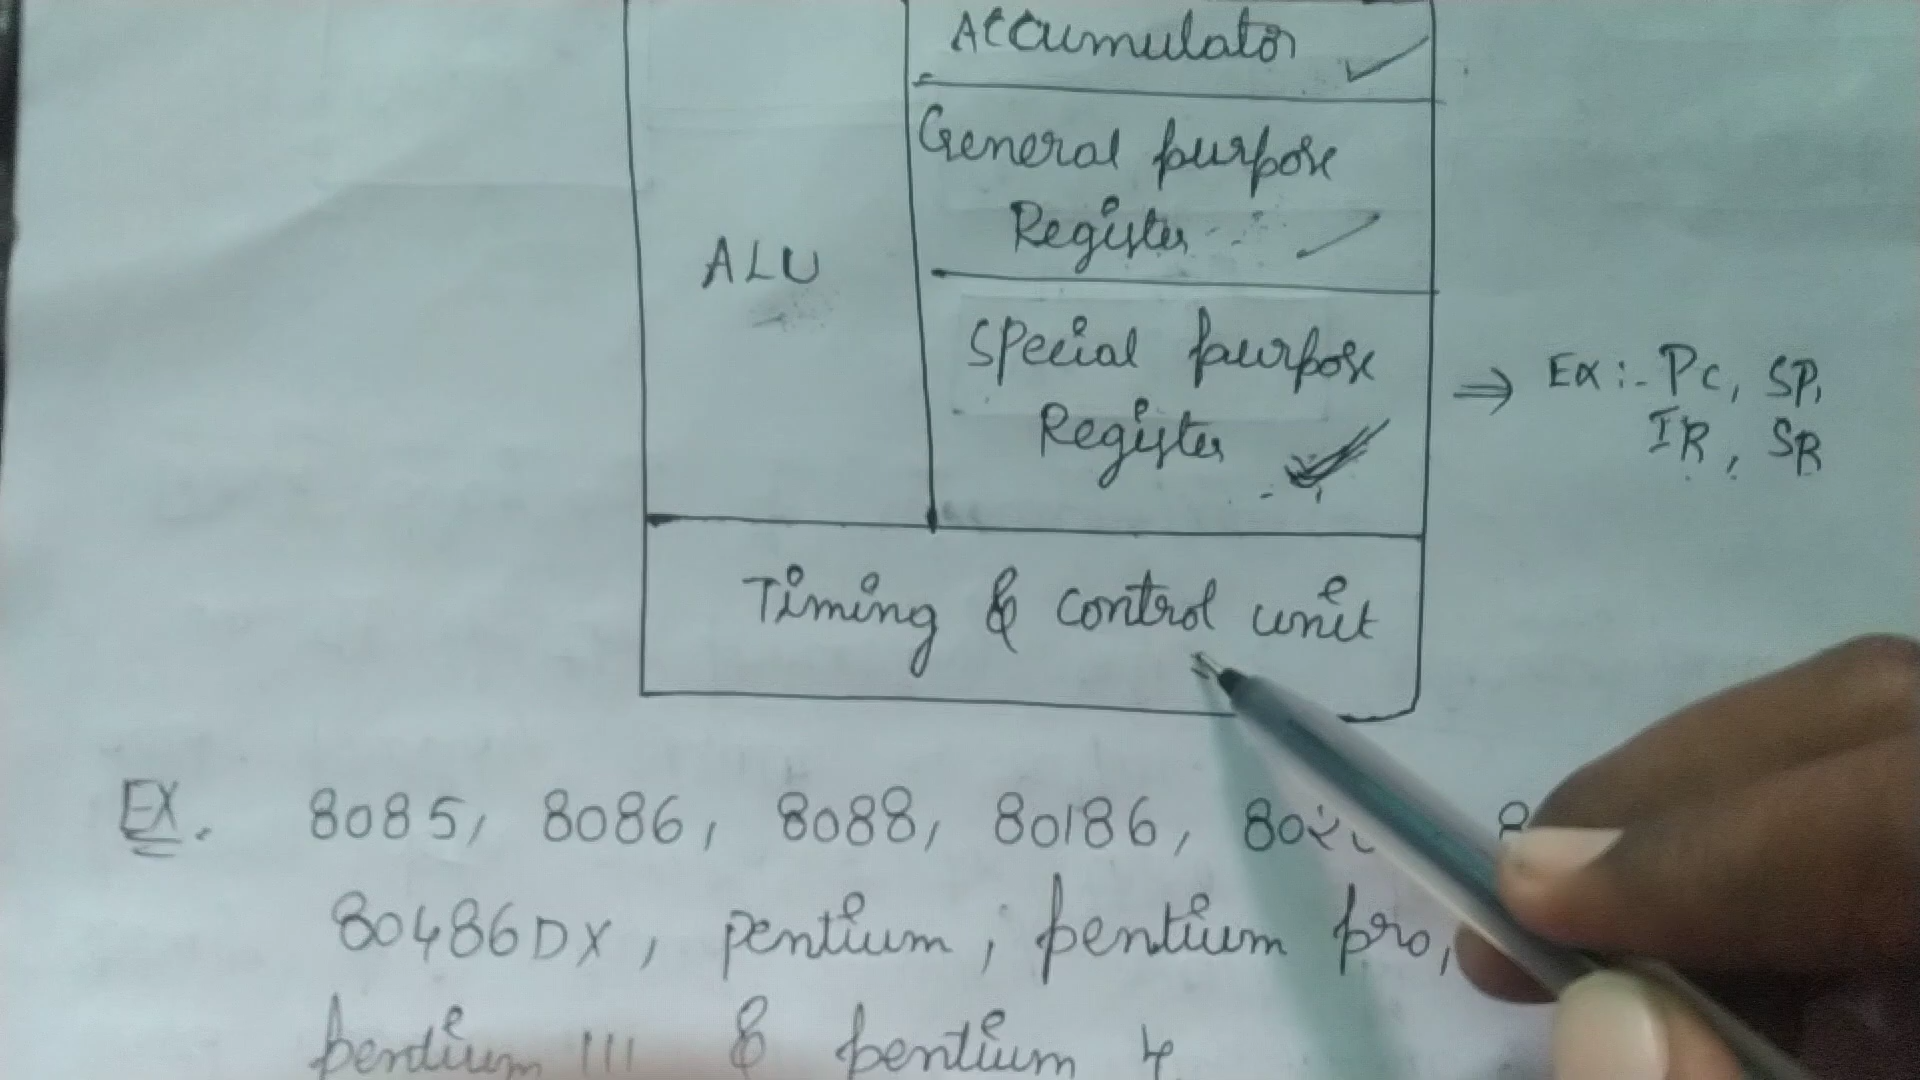 Accumulator
General purpose
Register
ALU
Special purpose
Register
⇒ Ex:- PC, SP,
IR, SR
Timing & control unit
EX. 8085, 8086, 8088, 80186,
80486DX, pentium, pentium pro,
pentium III & pentium 4